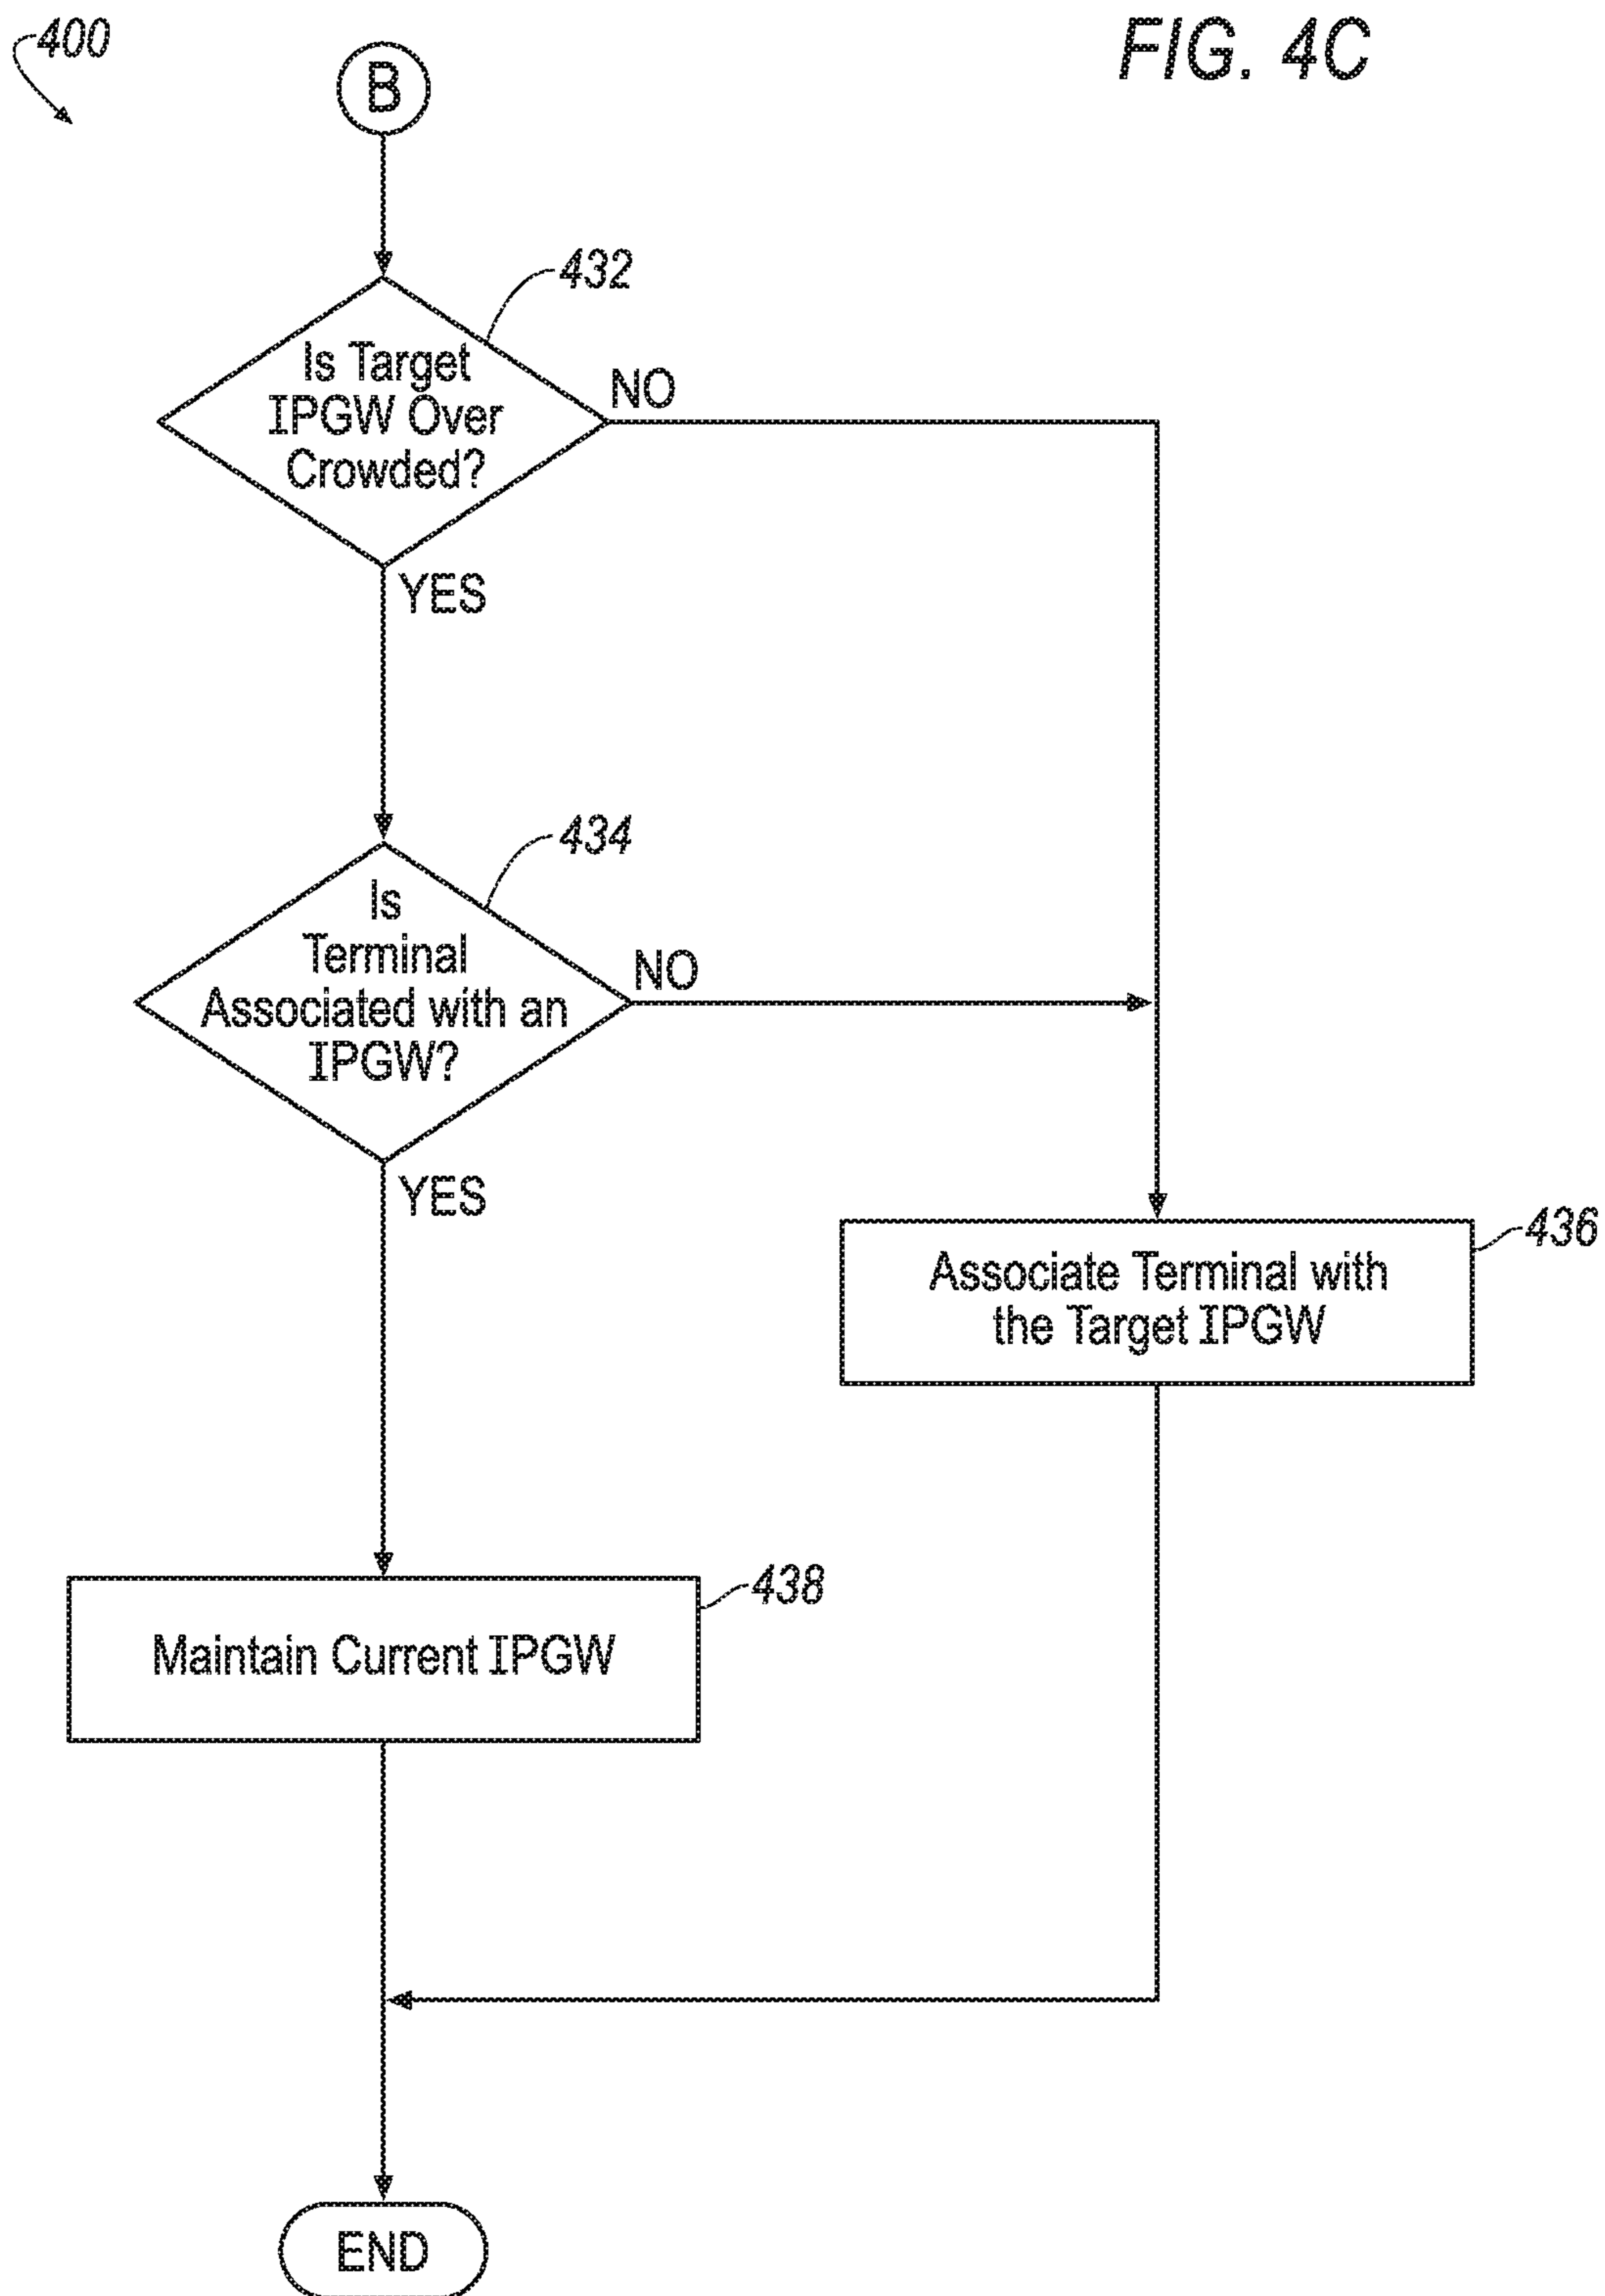 400
FIG. 4C
B
432
Is Target
IPGW Over
Crowded?
NO
YES
434
Is
Terminal
Associated with an
IPGW?
NO
YES
436
Associate Terminal with
the Target IPGW
438
Maintain Current IPGW
END